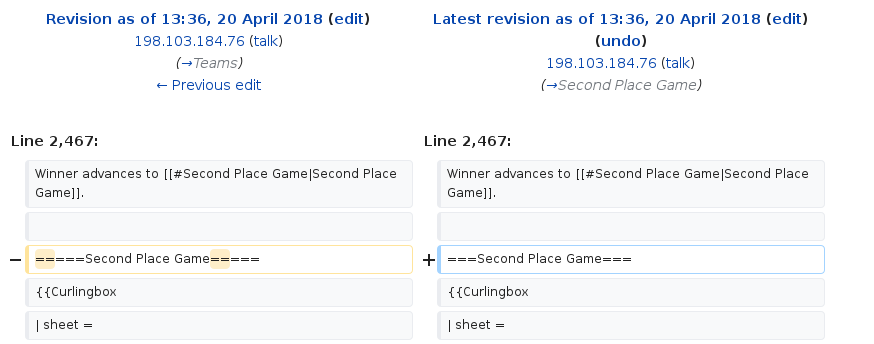 Revision as of 13:36, 20 April 2018 (edit)
198.103.184.76 (talk)
(→Teams)
← Previous edit
Latest revision as of 13:36, 20 April 2018 (edit)
(undo)
198.103.184.76 (talk)
(→Second Place Game)
Line 2,467:
Line 2,467:
Winner advances to [[#Second Place Game|Second Place
Game]].
Winner advances to [[#Second Place Game|Second Place
Game]].
− =====Second Place Game=====
+ ===Second Place Game===
{{Curlingbox
{{Curlingbox
| sheet =
| sheet =